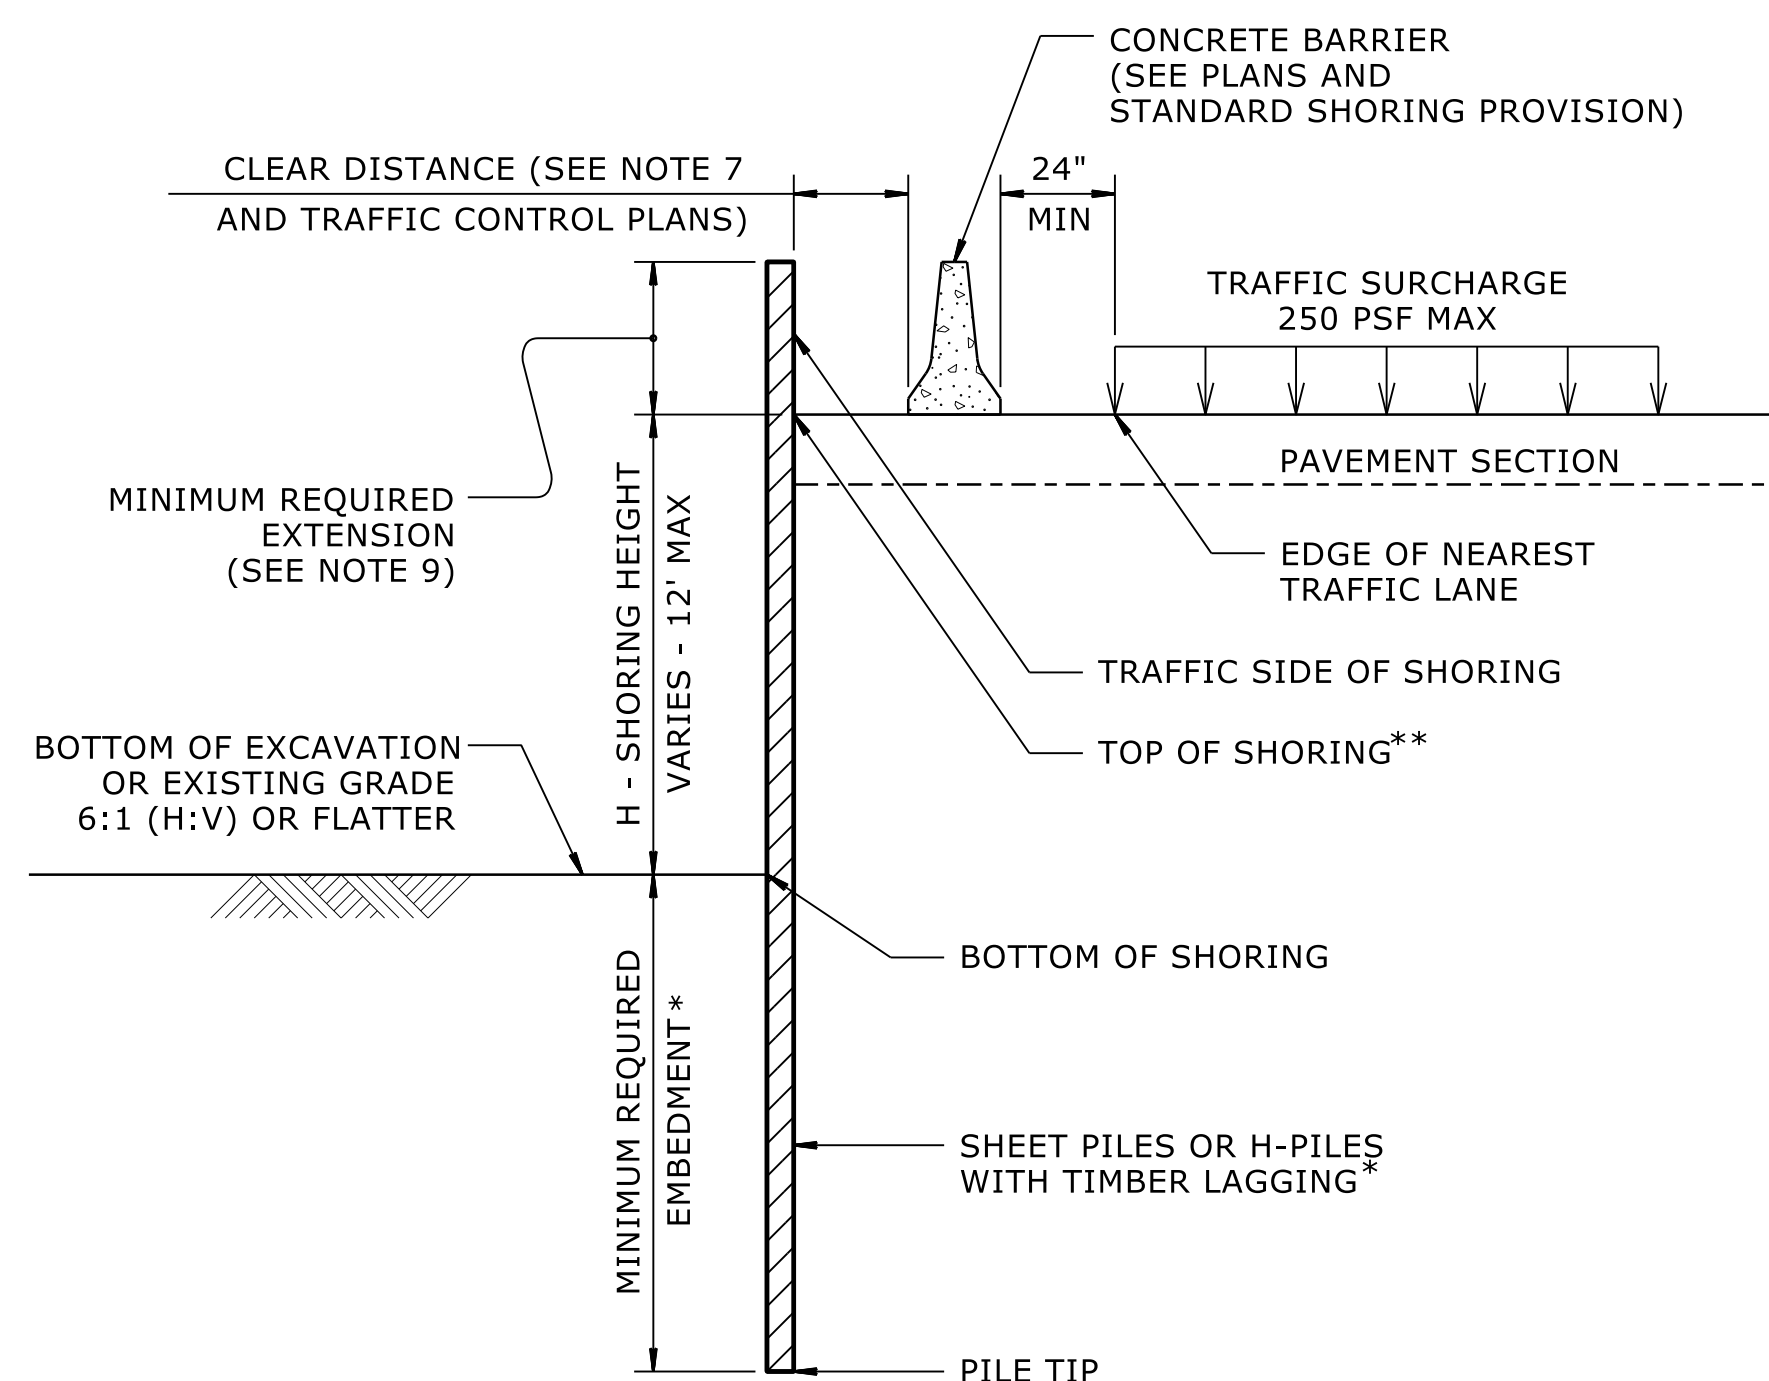 CONCRETE BARRIER
(SEE PLANS AND
STANDARD SHORING PROVISION)
CLEAR DISTANCE (SEE NOTE 7
AND TRAFFIC CONTROL PLANS)
24"
MIN
TRAFFIC SURCHARGE
250 PSF MAX
PAVEMENT SECTION
MINIMUM REQUIRED
EXTENSION
(SEE NOTE 9)
H - SHORING HEIGHT
VARIES - 12' MAX
EDGE OF NEAREST
TRAFFIC LANE
TRAFFIC SIDE OF SHORING
TOP OF SHORING**
BOTTOM OF EXCAVATION
OR EXISTING GRADE
6:1 (H:V) OR FLATTER
BOTTOM OF SHORING
MINIMUM REQUIRED
EMBEDMENT*
SHEET PILES OR H-PILES
WITH TIMBER LAGGING*
PILE TIP